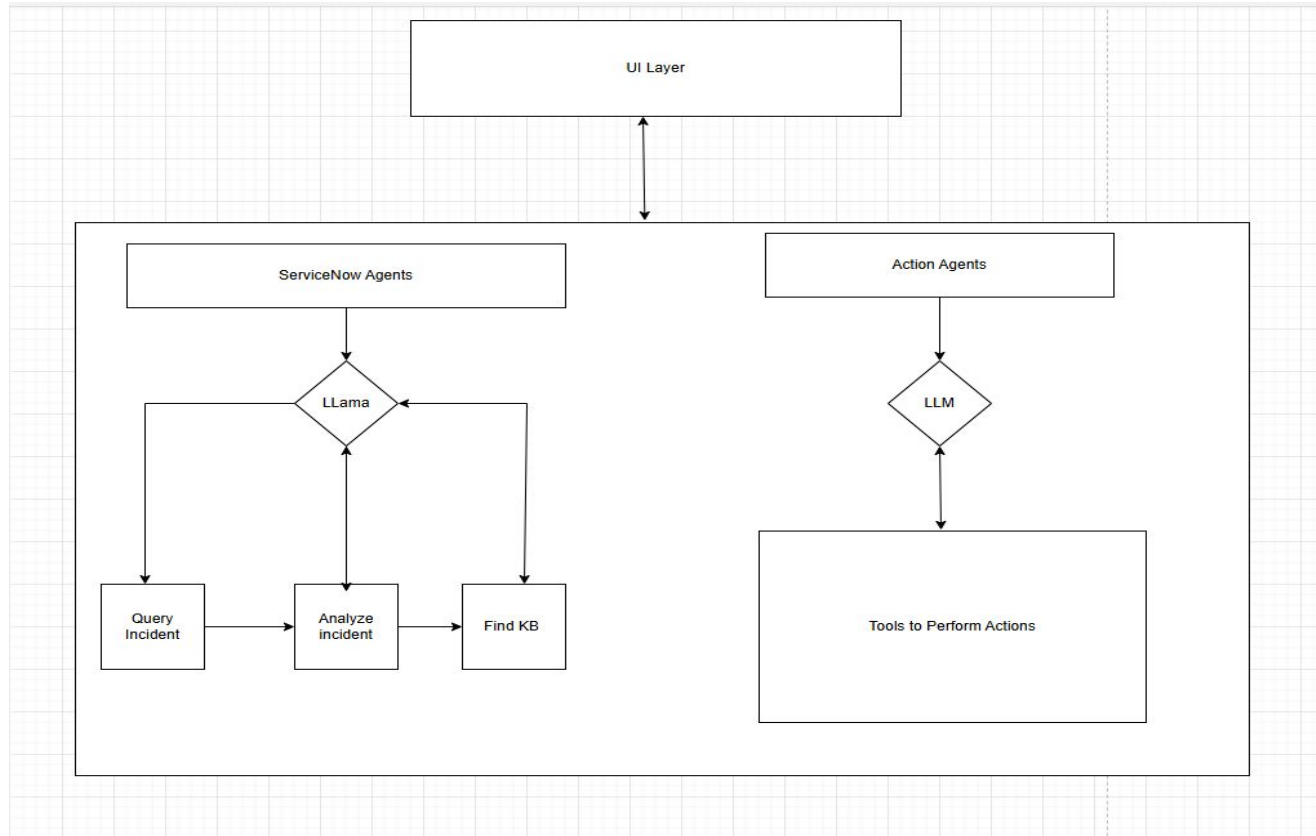 UI Layer
ServiceNow Agents
Action Agents
LLama
LLM
Query
Incident
Analyze
incident
Find KB
Tools to Perform Actions